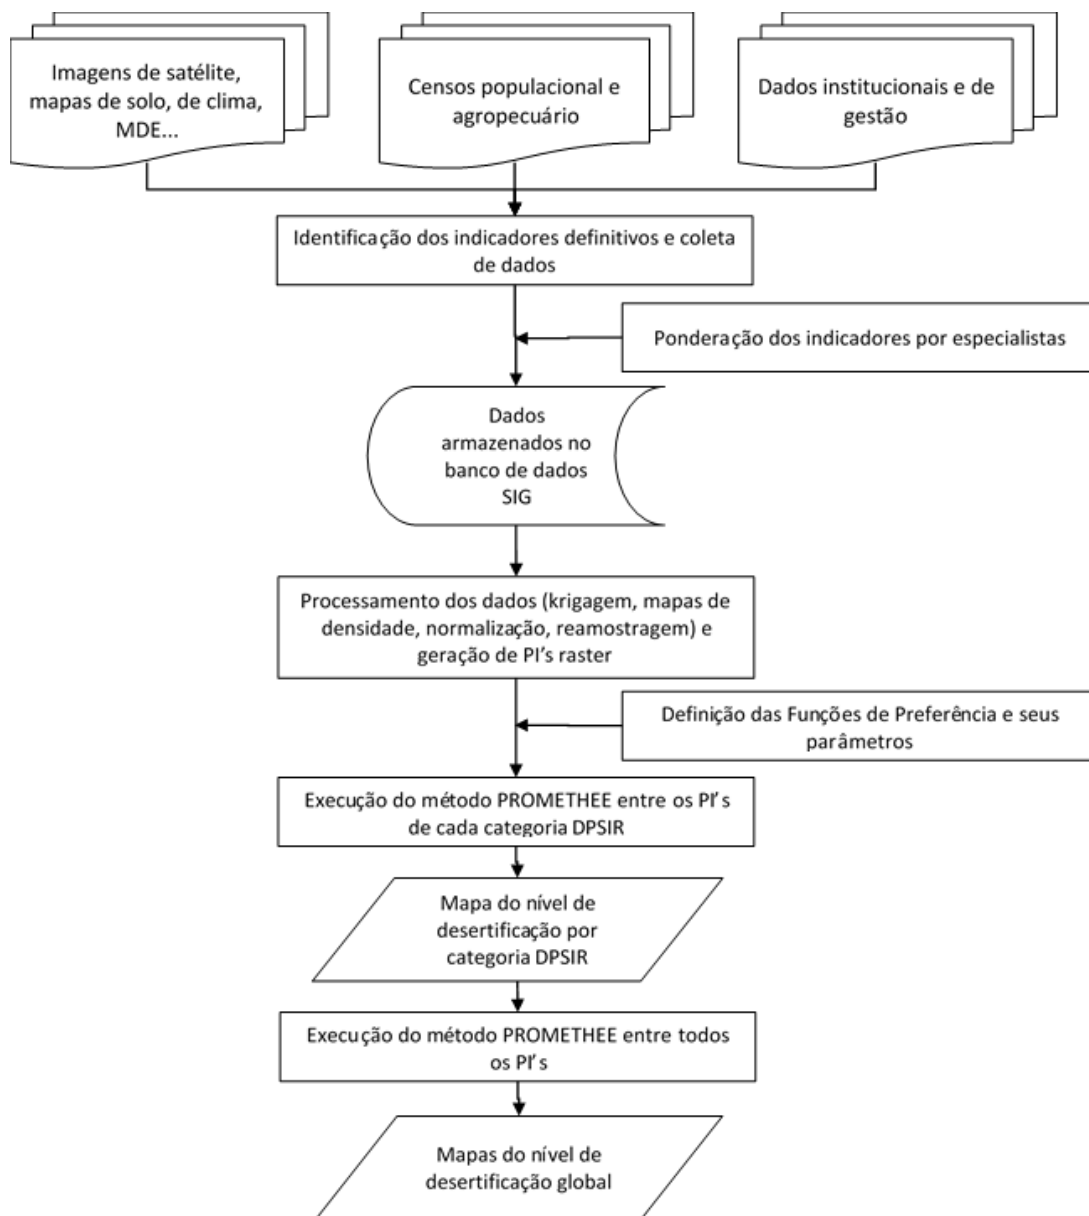 Imagens de satélite,
mapas de solo, de clima,
MDE...
Censos populacional e
agropecuário
Dados institucionais e de
gestão
Identificação dos indicadores definitivos e coleta
de dados
Ponderação dos indicadores por especialistas
Dados
armazenados no
banco de dados
SIG
Processamento dos dados (krigagem, mapas de
densidade, normalização, reamostragem) e
geração de PI's raster
Definição das Funções de Preferência e seus
parâmetros
Execução do método PROMETHEE entre os PI's
de cada categoria DPSIR
Mapa do nível de
desertificação por
categoria DPSIR
Execução do método PROMETHEE entre todos
os PI's
Mapas do nível de
desertificação global